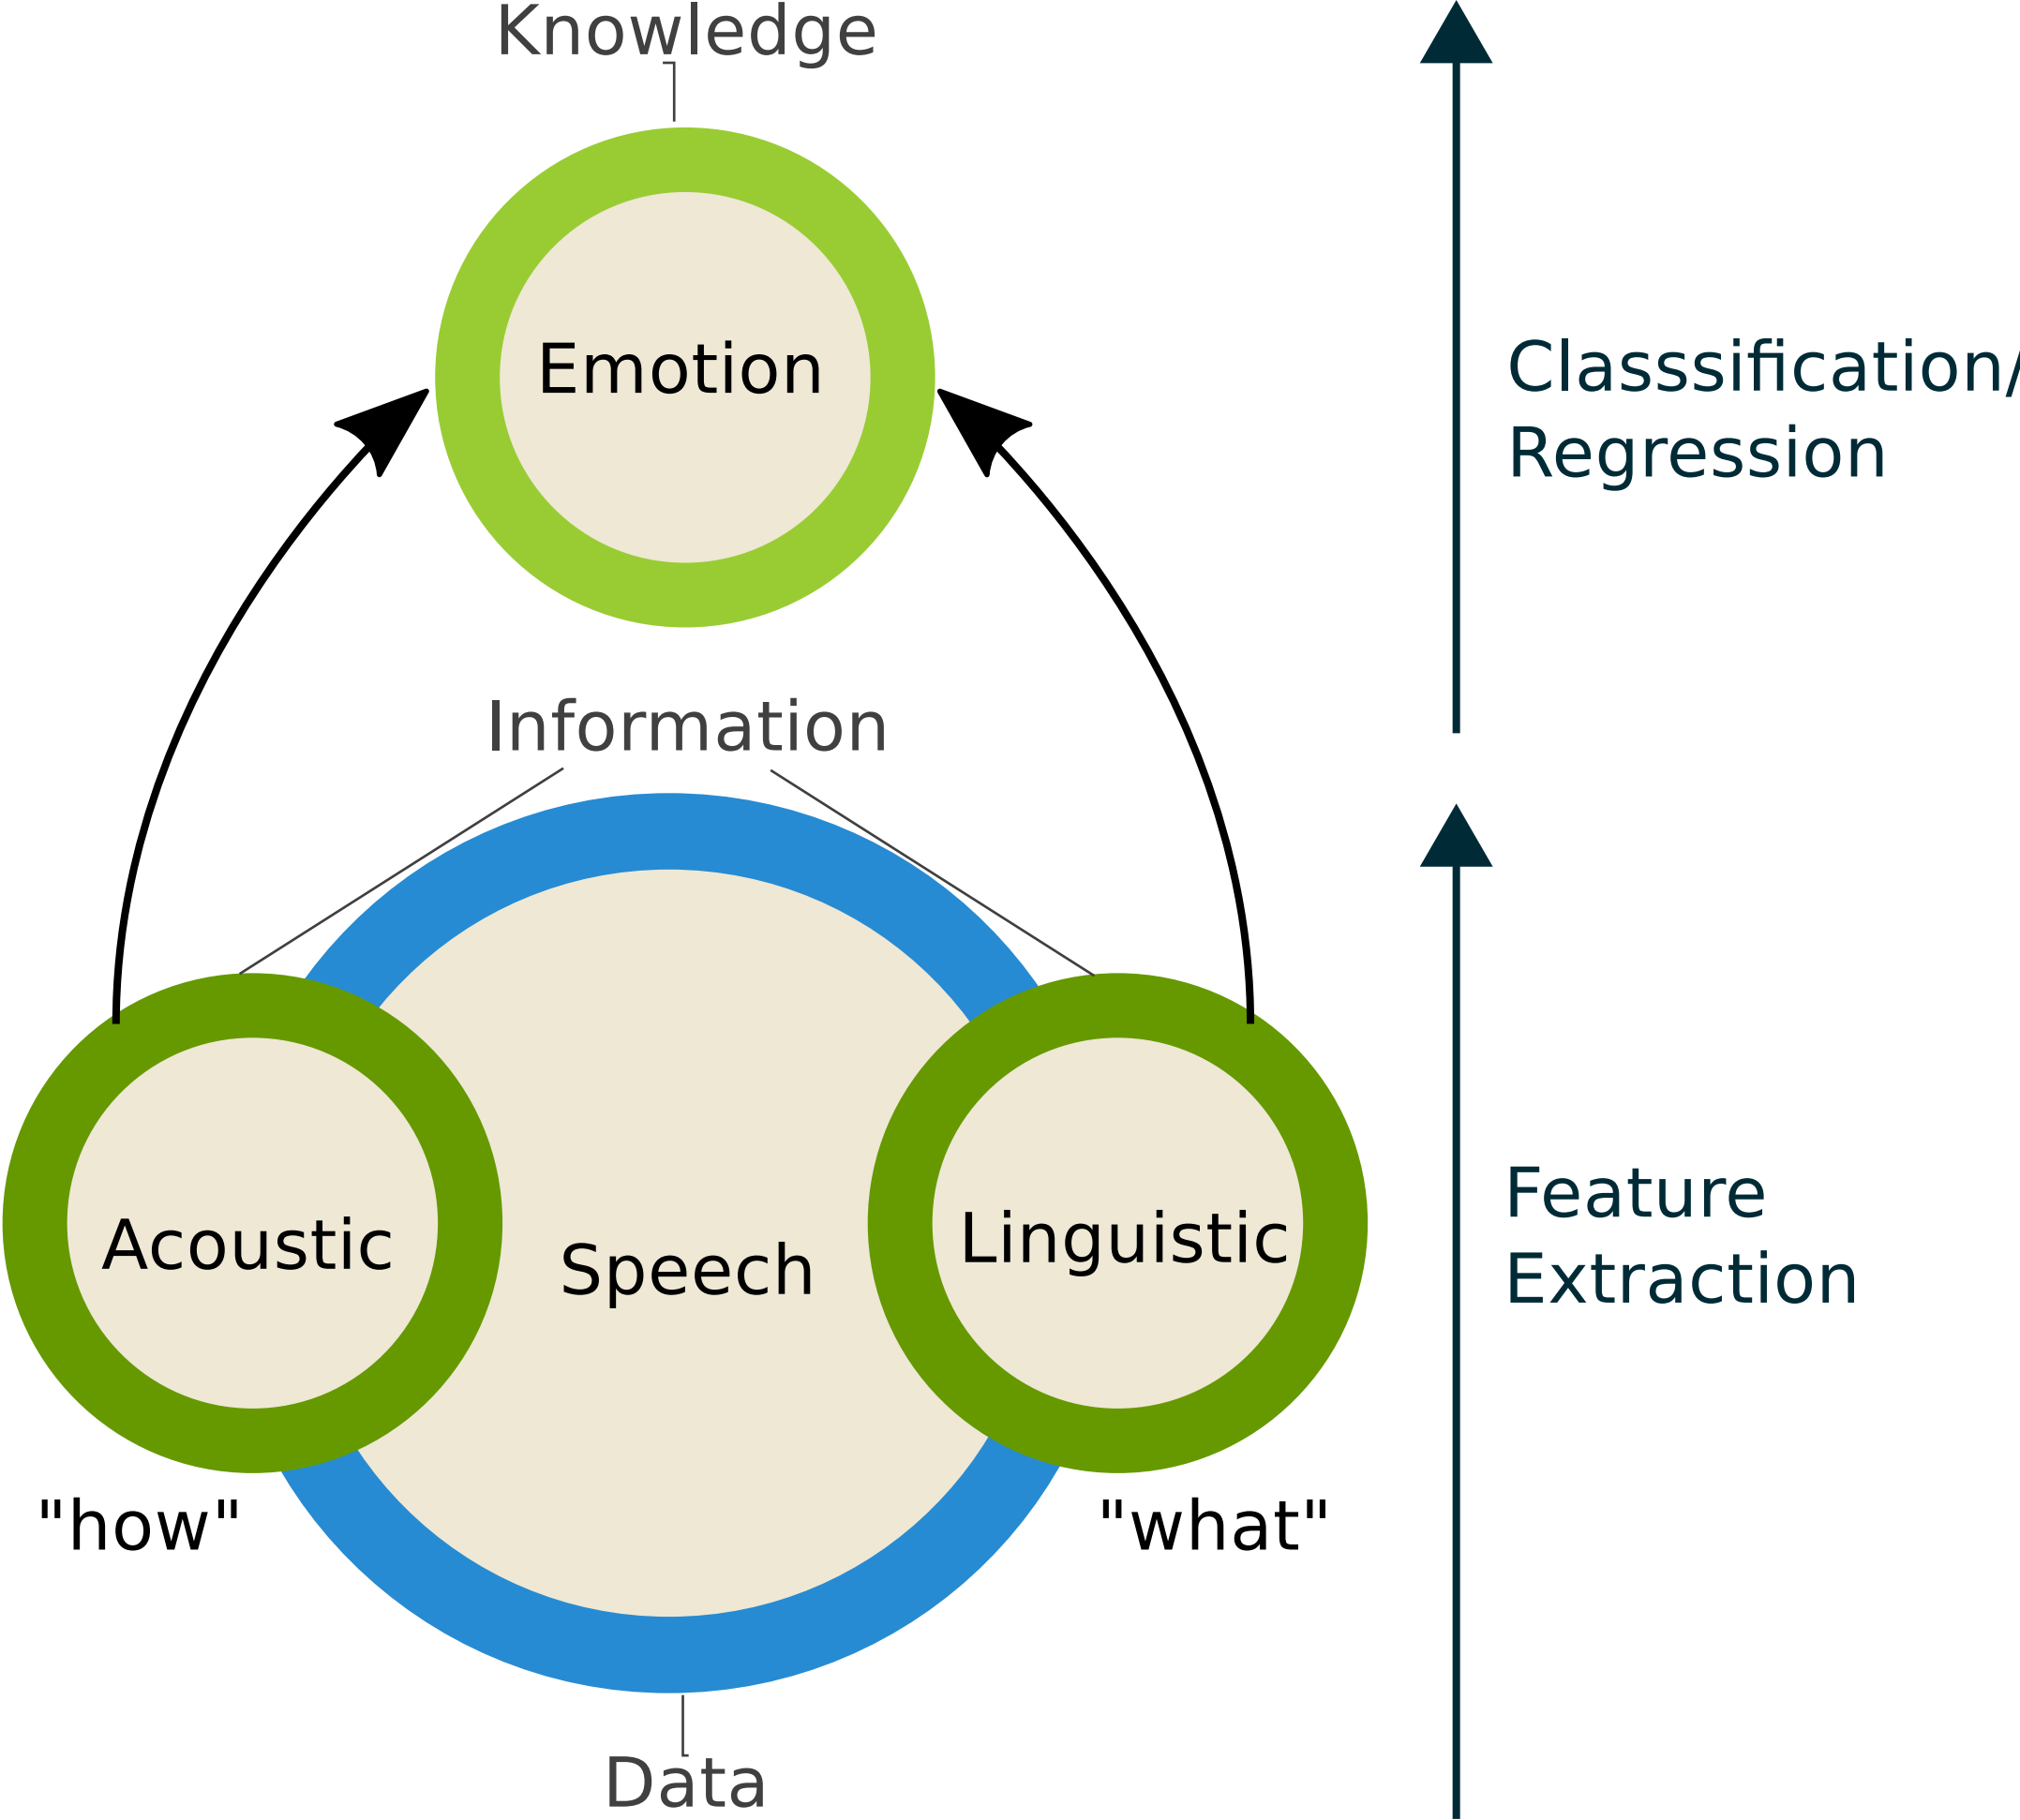 Knowledge
Emotion
Classsification/
Regression
Information
Acoustic
Speech
Linguistic
Feature
Extraction
"how"
"what"
Data